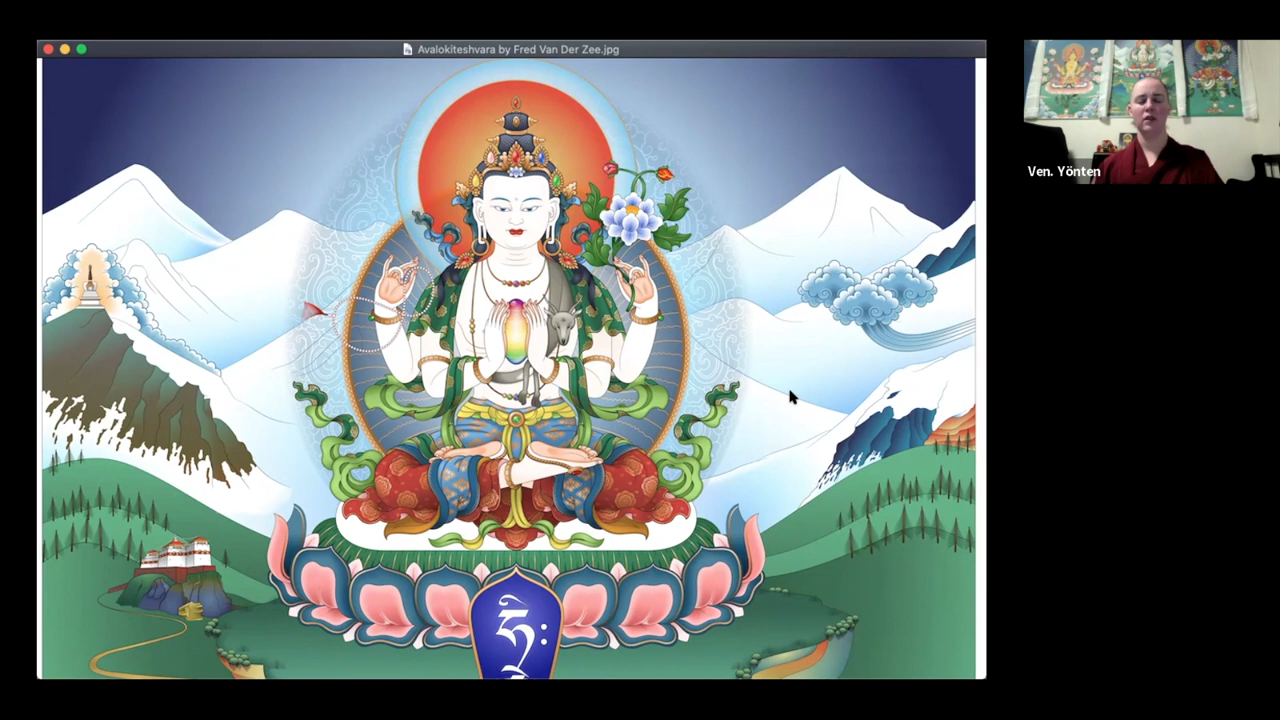 Avalokiteshvara by Fred Van Der Zee.jpg
Ven. Yönten
ཧྲཱིཿ